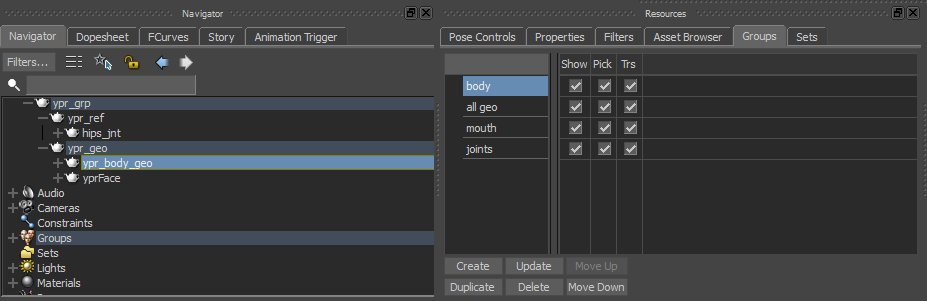 Navigator
Navigator Dopesheet FCurves Story Animation Trigger
Filters...
ypr_grp
ypr_ref
hips_jnt
ypr_geo
ypr_body_geo
yprFace
Audio
Cameras
Constraints
Groups
Sets
Lights
Materials
Resources
Pose Controls Properties Filters Asset Browser Groups Sets
Show Pick Trs
body
all geo
mouth
joints
Create Update Move Up
Duplicate Delete Move Down